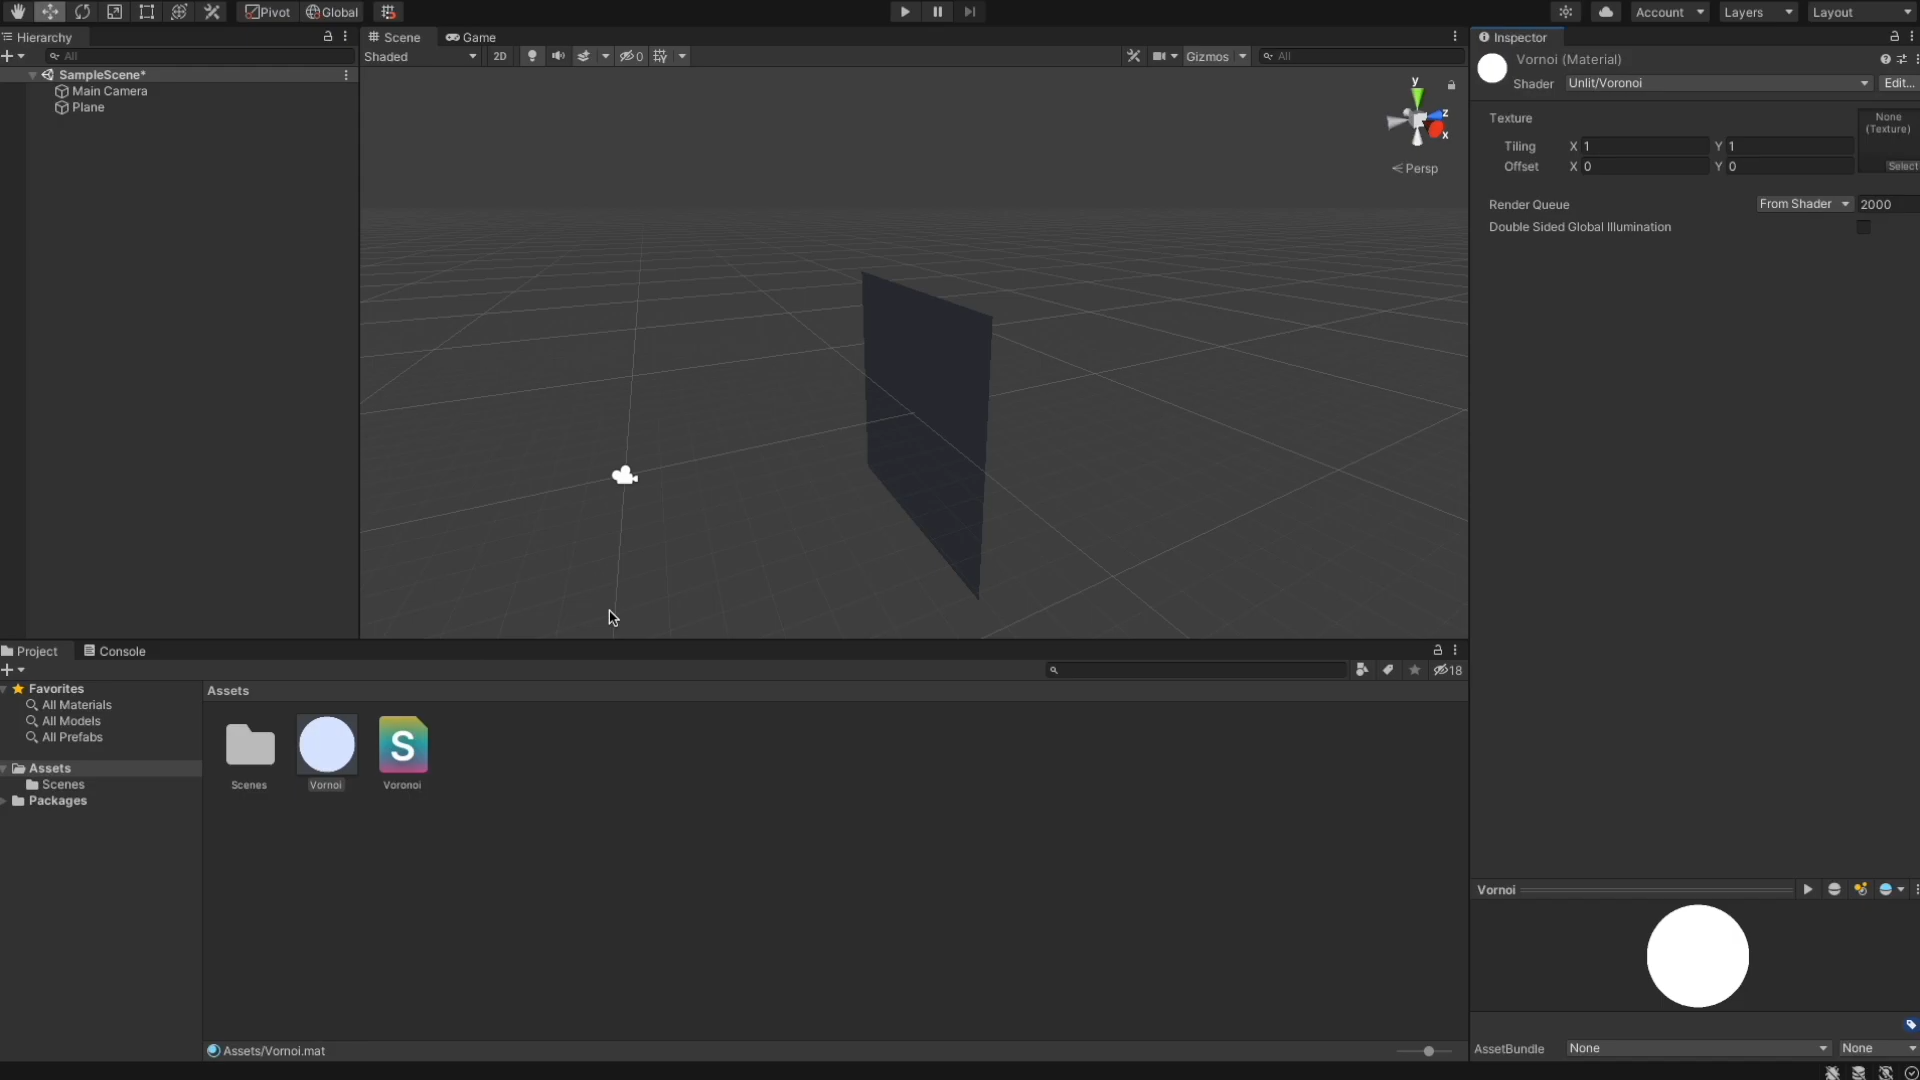 Pivot
Global
Account
Layers
Layout
Hierarchy
All
SampleScene*
Main Camera
Plane
Scene
Game
Shaded
2D
0
Gizmos
All
y
z
x
Persp
Inspector
Vornoi (Material)
Shader
Unlit/Voronoi
Edit...
Texture
None
(Texture)
Tiling
X 1
Y 1
Offset
X 0
Y 0
Select
Render Queue
From Shader
2000
Double Sided Global Illumination
Project
Console
18
Favorites
All Materials
All Models
All Prefabs
Assets
Scenes
Packages
Assets
S
Scenes
Vornoi
Voronoi
Assets/Vornoi.mat
Vornoi
AssetBundle
None
None